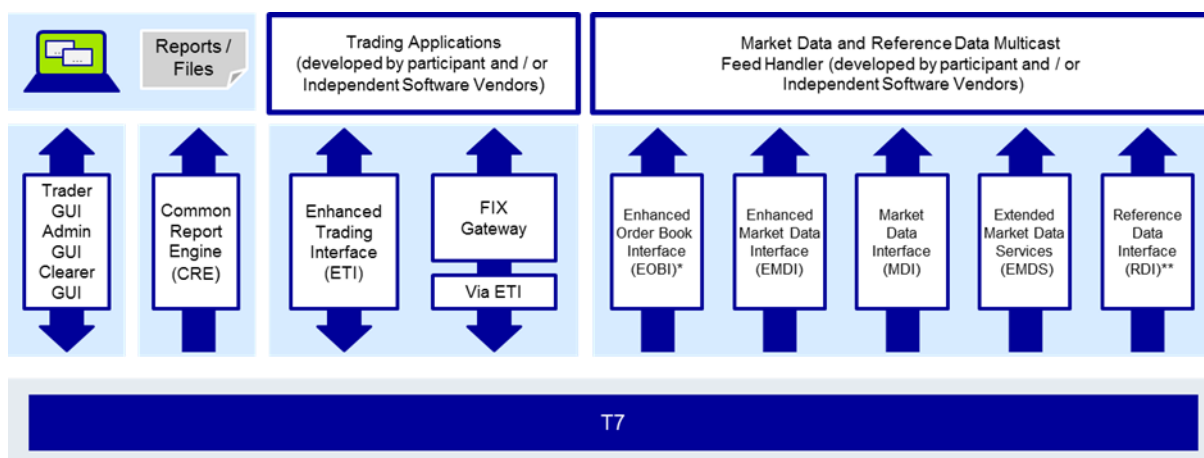 Reports /
Files
Trading Applications
(developed by participant and / or
Independent Software Vendors)
Market Data and Reference Data Multicast
Feed Handler (developed by participant and / or
Independent Software Vendors)
Trader
GUI
Admin
GUI
Clearer
GUI
Common
Report
Engine
(CRE)
Enhanced
Trading
Interface
(ETI)
FIX
Gateway
Via ETI
Enhanced
Order Book
Interface
(EOBI)*
Enhanced
Market Data
Interface
(EMDI)
Market
Data
Interface
(MDI)
Extended
Market Data
Services
(EMDS)
Reference
Data
Interface
(RDI)**
T7